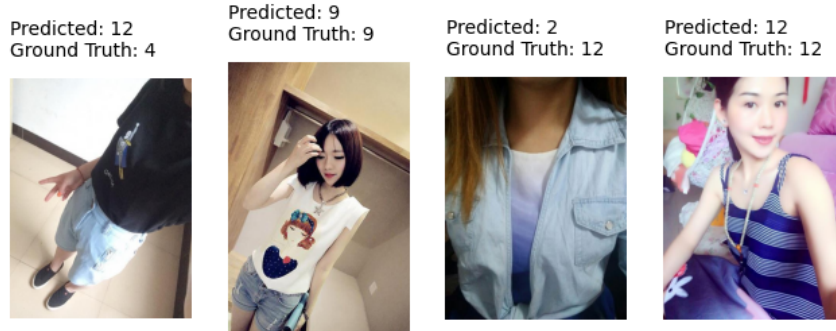 Predicted: 12
Ground Truth: 4
Predicted: 9
Ground Truth: 9
Predicted: 2
Ground Truth: 12
Predicted: 12
Ground Truth: 12